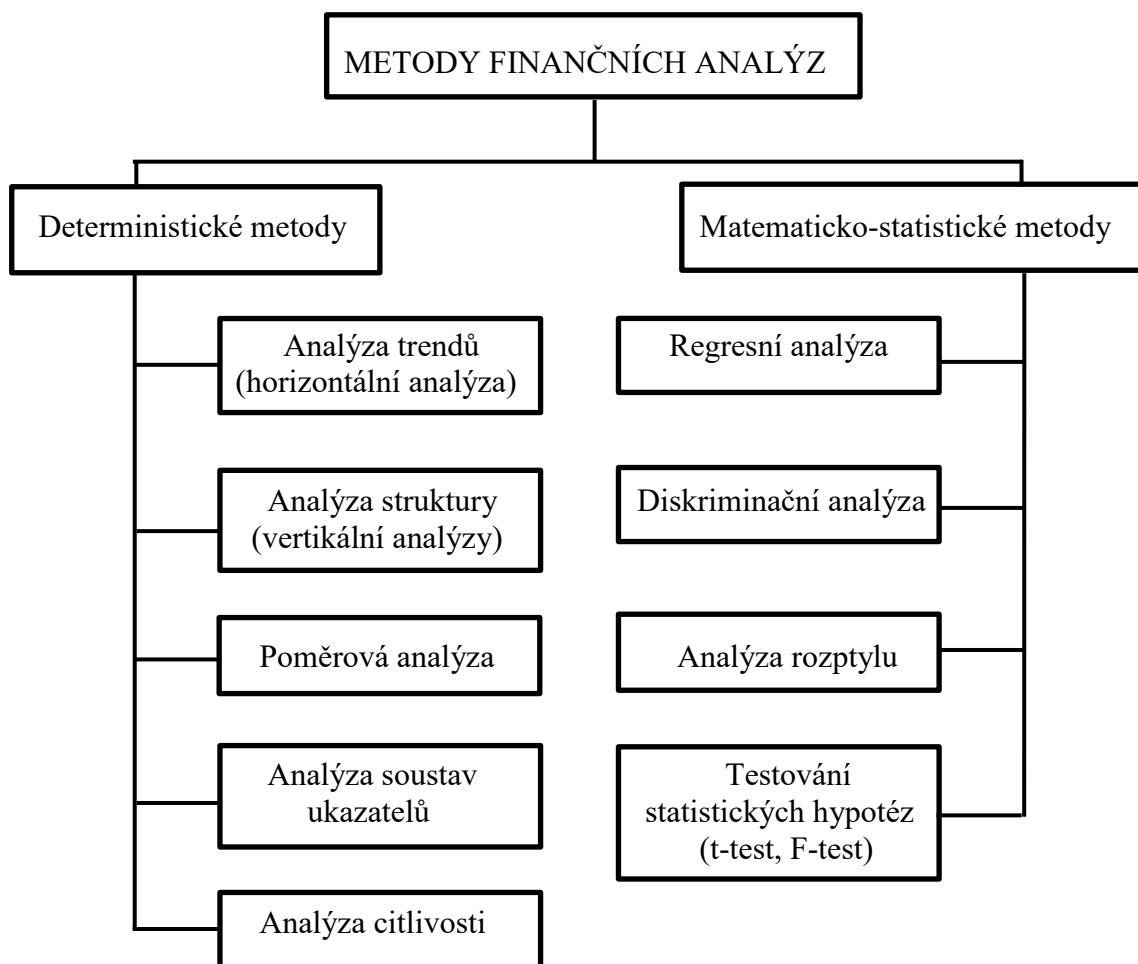 METODY FINANČNÍCH ANALÝZ
Deterministické metody
Analýza trendů
(horizontální analýza)
Analýza struktury
(vertikální analýzy)
Poměrová analýza
Analýza soustav
ukazatelů
Analýza citlivosti
Matematicko-statistické metody
Regresní analýza
Diskriminační analýza
Analýza rozptylu
Testování
statistických hypotéz
(t-test, F-test)